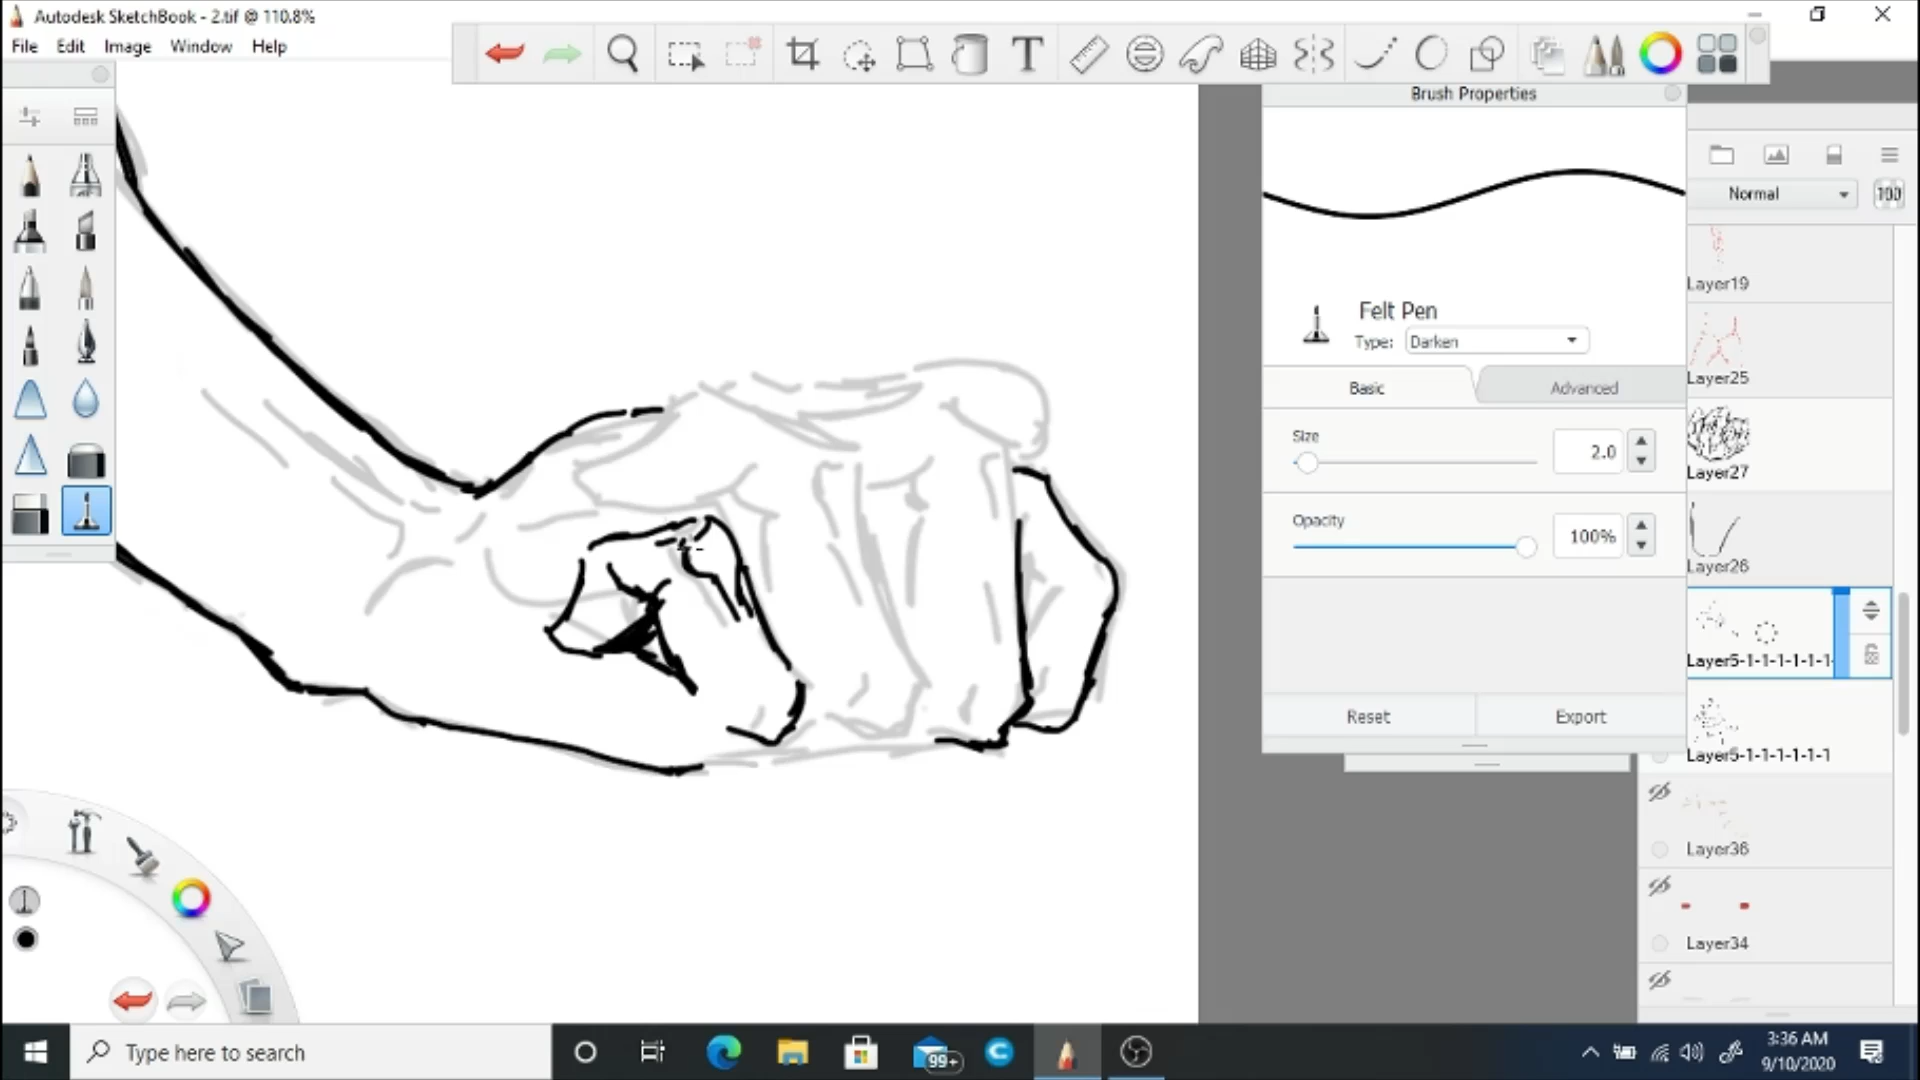 Autodesk SketchBook - 2.tif @ 110.8%
File Edit Image Window Help
T
Brush Properties
Normal 100
Felt Pen
Type: Darken
Basic Advanced
Size
2.0
Opacity
100%
Reset Export
Layer19
Layer25
Layer27
Layer26
Layer5-1-1-1-1-1-1-
Layer5-1-1-1-1-1-1
Layer36
Layer34
Type here to search
99+
3:36 AM
9/10/2020